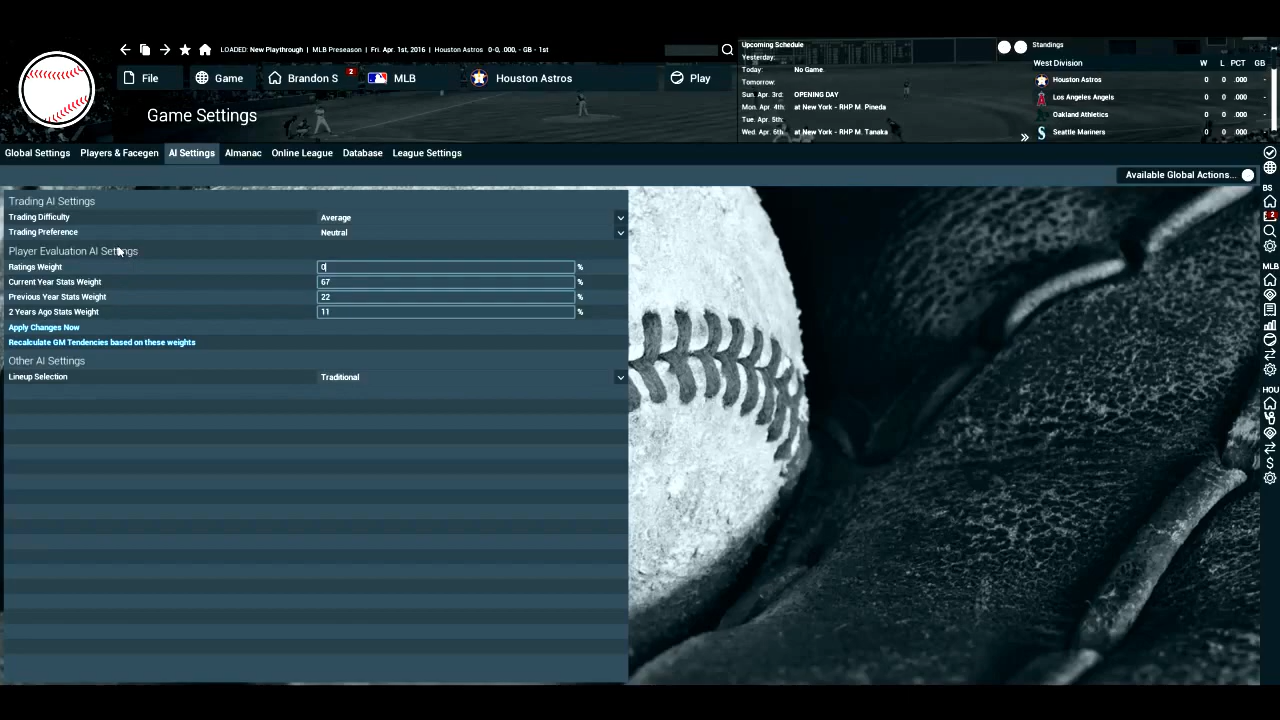 LOADED: New Playthrough | MLB Preseason | Fri. Apr. 1st, 2016 | Houston Astros 0-0, .000, - GB - 1st
File
Game
Brandon S 2
MLB
Houston Astros
Play
Game Settings
Upcoming Schedule
Yesterday:
Today: No Game.
Tomorrow:
Sun. Apr. 3rd: OPENING DAY
Mon. Apr. 4th: at New York - RHP M. Pineda
Tue. Apr. 5th:
Wed. Apr. 6th: at New York - RHP M. Tanaka
Standings
West Division W L PCT GB
Houston Astros 0 0 .000 -
Los Angeles Angels 0 0 .000 -
Oakland Athletics 0 0 .000 -
Seattle Mariners 0 0 .000 -
Global Settings Players & Facegen AI Settings Almanac Online League Database League Settings
Available Global Actions...
Trading AI Settings
Trading Difficulty Average
Trading Preference Neutral
Player Evaluation AI Settings
Ratings Weight 0 %
Current Year Stats Weight 67 %
Previous Year Stats Weight 22 %
2 Years Ago Stats Weight 11 %
Apply Changes Now
Recalculate GM Tendencies based on these weights
Other AI Settings
Lineup Selection Traditional
BS
2
MLB
HOU